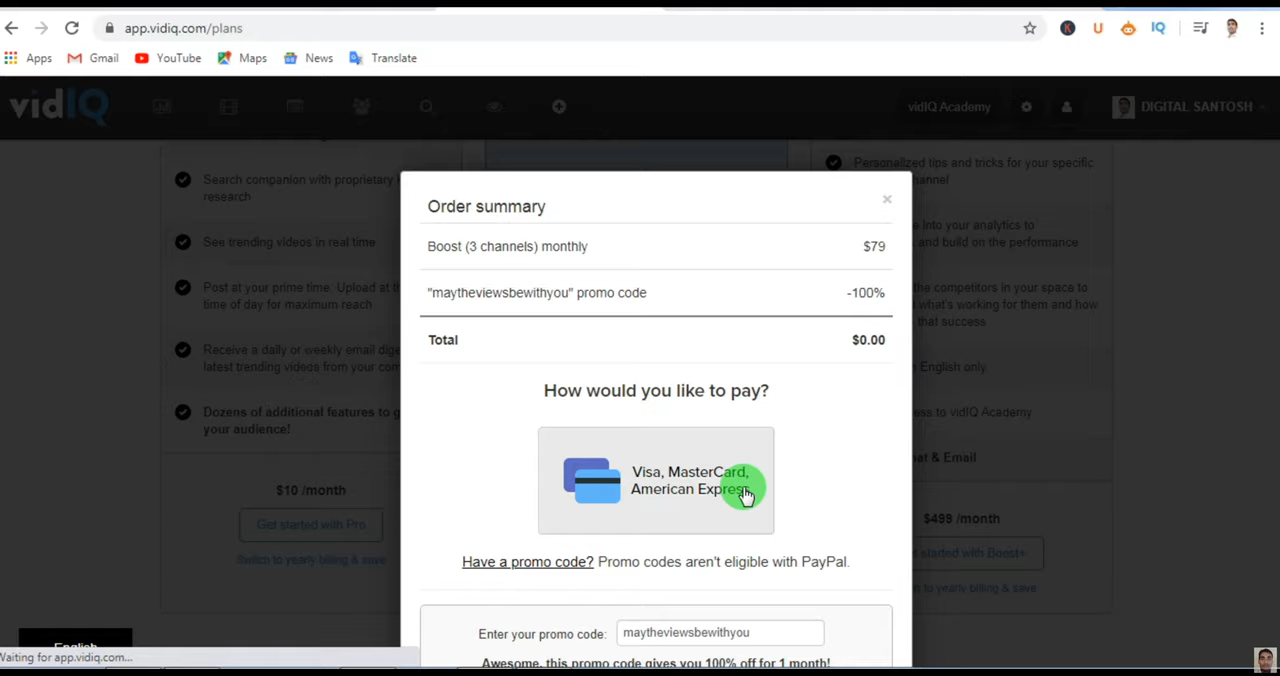 app.vidiq.com/plans
U IQ
Apps Gmail YouTube Maps News Translate
vidIQ vidIQ Academy DIGITAL SANTOSH
Search companion with proprietary
research
See trending videos in real time
Post at your prime time. Upload at
time of day for maximum reach
Receive a daily or weekly email
latest trending videos from your
Dozens of additional features to
your audience!
$10 /month
Get started with Pro
Switch to yearly billing & save
Order summary ×
Boost (3 channels) monthly $79
"maytheviewsbewithyou" promo code -100%
Total $0.00
How would you like to pay?
Visa, MasterCard,
American Express
Have a promo code? Promo codes aren't eligible with PayPal.
Enter your promo code: maytheviewsbewithyou
Awesome, this promo code gives you 100% off for 1 month!
Personalized tips and tricks for your specific
into your analytics to
and build on the performance
the competitors in your space to
what's working for them and how
that success
English only.
to vidIQ Academy
& Email
$499 /month
started with Boost+
to yearly billing & save
English
Waiting for app.vidiq.com...